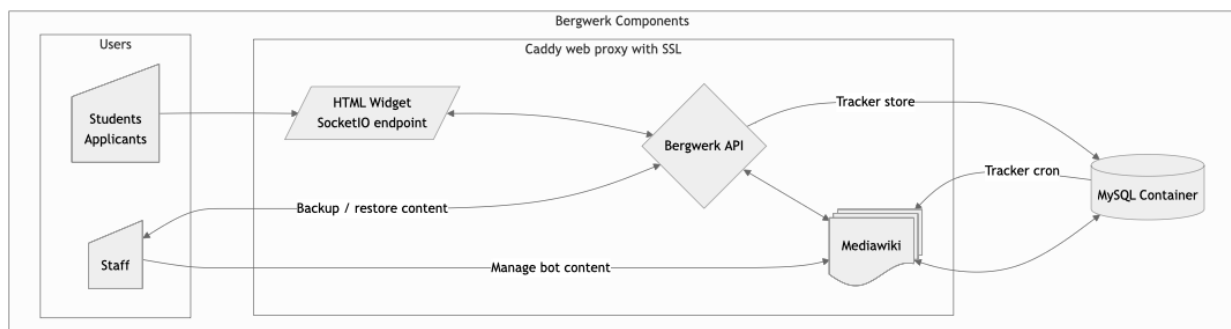 Bergwerk Components
Users
Caddy web proxy with SSL
Students
Applicants
HTML Widget
SocketIO endpoint
Bergwerk API
Tracker store
Tracker cron
MySQL Container
Backup / restore content
Mediawiki
Staff
Manage bot content